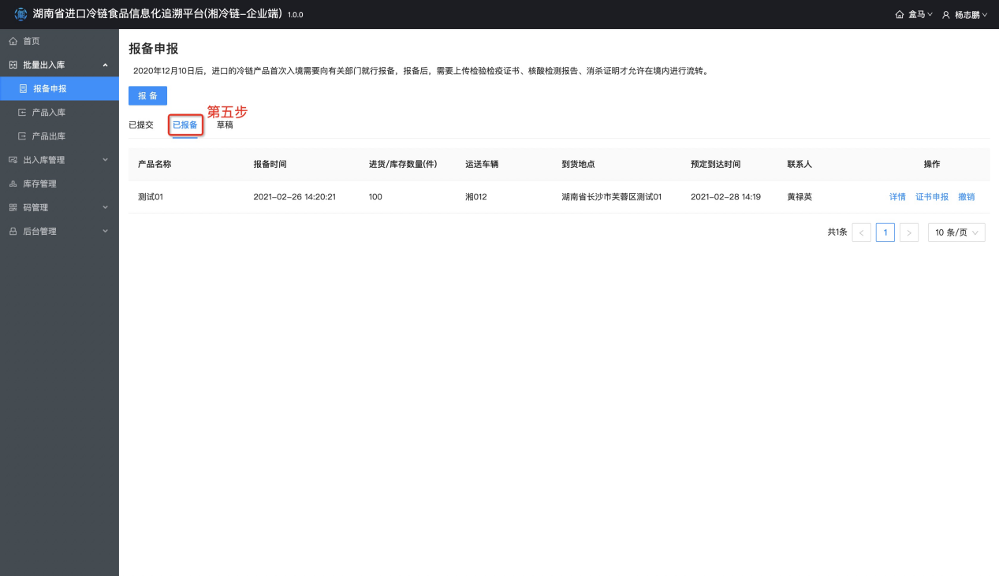 湖南省进口冷链食品信息化追溯平台(湘冷链-企业端) 1.0.0
盒马 杨志鹏
首页
批量出入库
报备申报
产品入库
产品出库
出入库管理
库存管理
码管理
后台管理
报备申报
2020年12月10日后，进口的冷链产品首次入境需要向有关部门就行报备，报备后，需要上传检验检疫证书、核酸检测报告、消杀证明才允许在境内进行流转。
报 备
第五步
已提交 已报备 草稿
产品名称 报备时间 进货/库存数量(件) 运送车辆 到货地点 预定到达时间 联系人 操作
测试01 2021-02-26 14:20:21 100 湘012 湖南省长沙市芙蓉区测试01 2021-02-28 14:19 黄禄英 详情 证书申报 撤销
共1条 < 1 > 10 条/页